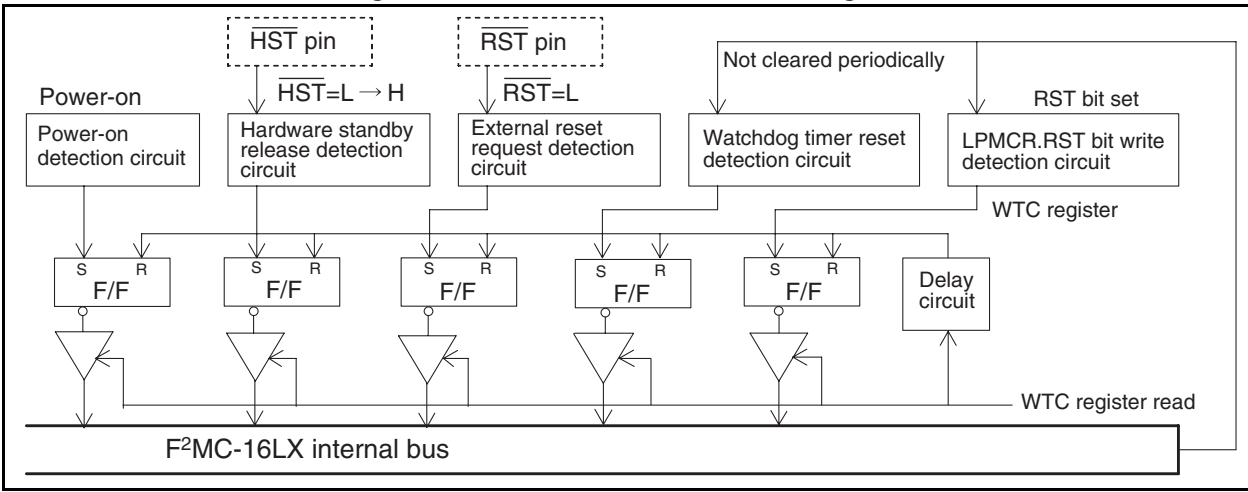 HST pin
RST pin
Not cleared periodically
Power-on
HST=L → H
RST=L
RST bit set
Power-on
detection circuit
Hardware standby
release detection
circuit
External reset
request detection
circuit
Watchdog timer reset
detection circuit
LPMCR.RST bit write
detection circuit
WTC register
S R
F/F
S R
F/F
S R
F/F
S R
F/F
S R
F/F
Delay
circuit
WTC register read
F²MC-16LX internal bus